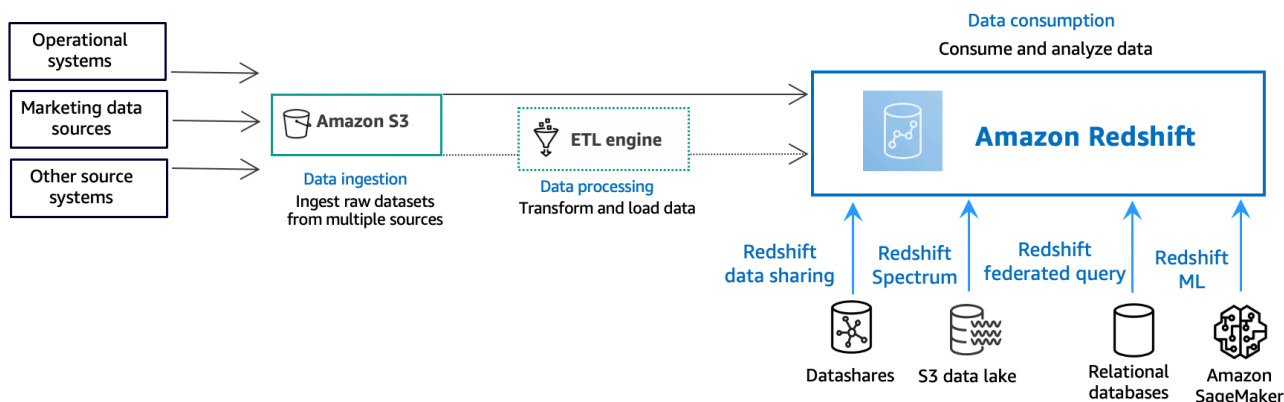 Operational
systems
Marketing data
sources
Other source
systems
Amazon S3
Data ingestion
Ingest raw datasets
from multiple sources
ETL engine
Data processing
Transform and load data
Data consumption
Consume and analyze data
Amazon Redshift
Redshift
data sharing
Redshift
Spectrum
Redshift
federated query
Redshift
ML
Datashares
S3 data lake
Relational
databases
Amazon
SageMaker